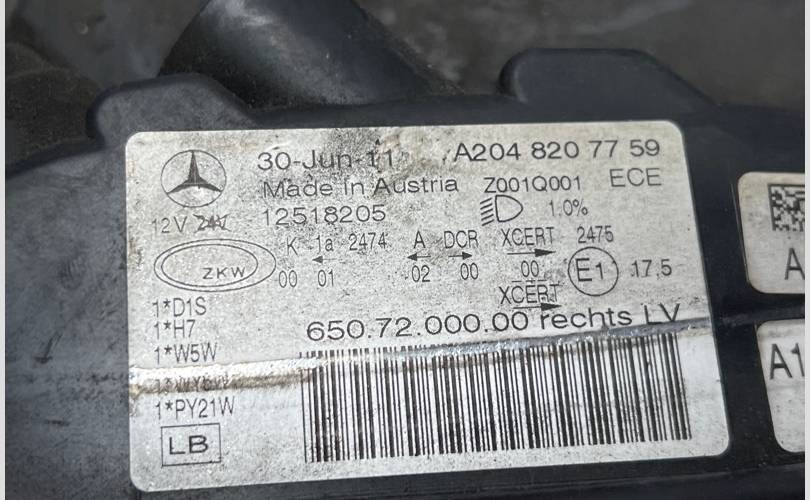 30-Jun-11 A204 820 77 59
Made in Austria Z001Q001 ECE
12V 24V 12518205 1.0%
K 1a 2474 A DCR XCERT 2475
ZKW 00 01 02 00 00 E1 17,5
XCERT
1*D1S
1*H7 650.72.000.00 rechts LV
1*W5W
1*PY21W
LB
A
A1